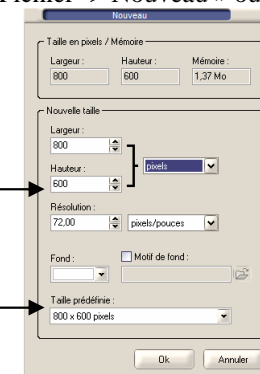 Fichier → Nouveau » ou
Nouveau
Taille en pixels / Mémoire
Largeur : Hauteur : Mémoire :
800 600 1,37 Mo
Nouvelle taille
Largeur :
800
pixels
Hauteur :
600
Résolution :
72,00 pixels/pouces
Fond : Motif de fond :
Taille prédéfinie :
800 x 600 pixels
Ok Annuler